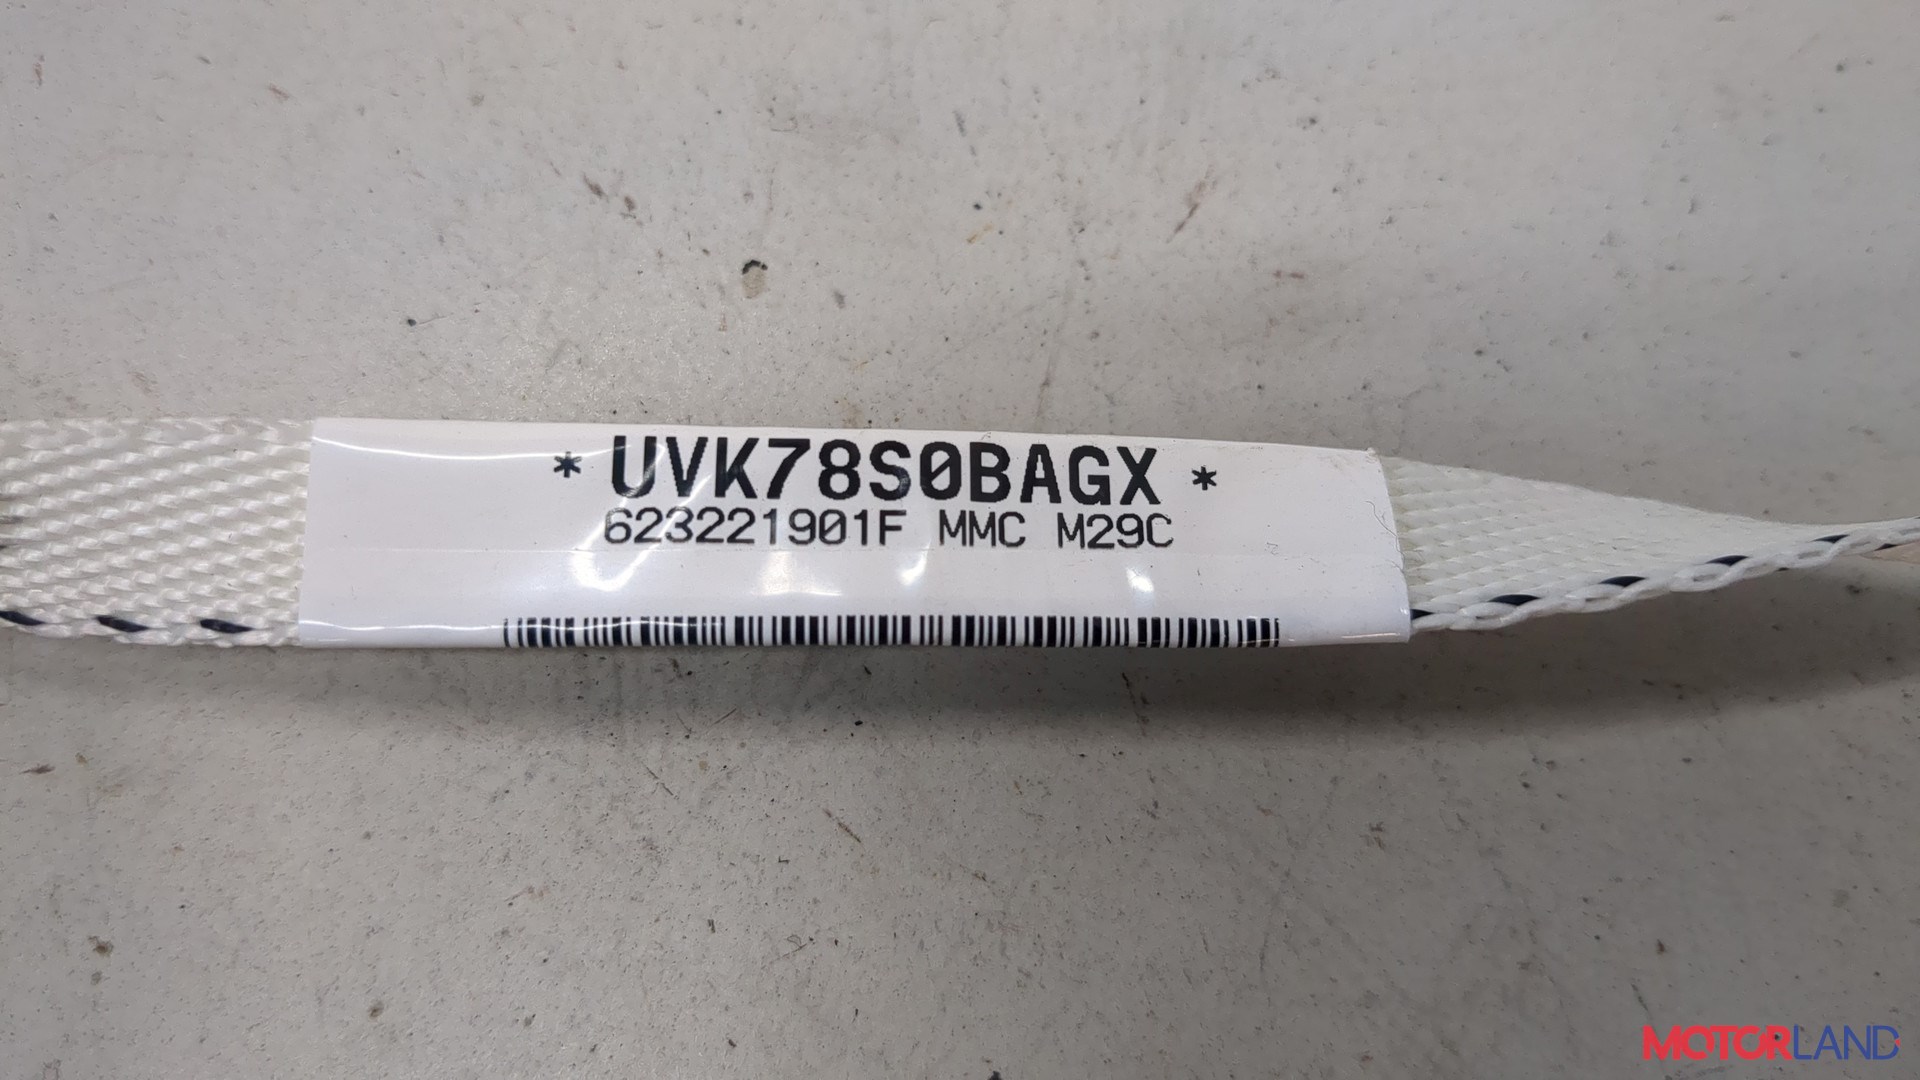 * UVK78S0BAGX *
623221901F MMC M29C
MOTORLAND